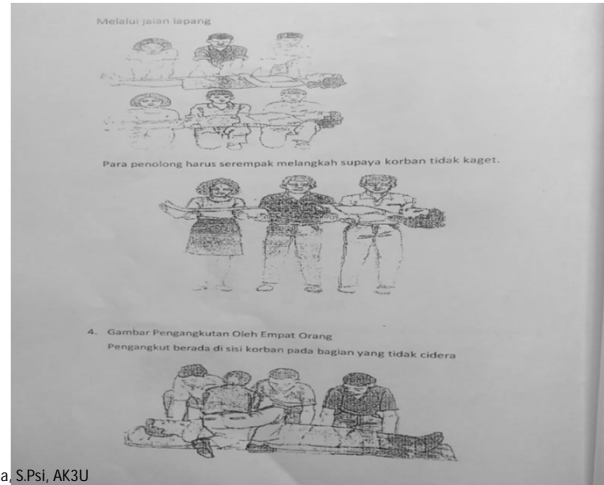 Melalui jalan lapang
Para penolong harus serempak melangkah supaya korban tidak kaget.
4. Gambar Pengangkutan Oleh Empat Orang
Pengangkut berada di sisi korban pada bagian yang tidak cidera
a, S.Psi, AK3U